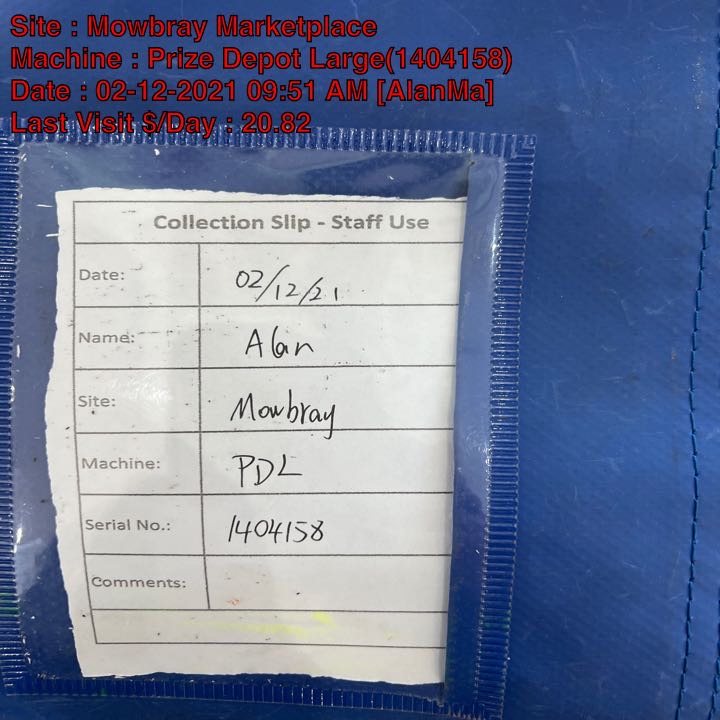 Site : Mowbray Marketplace
Machine : Prize Depot Large(1404158)
Date : 02-12-2021 09:51 AM [AlanMa]
Last Visit $/Day : 20.82
Collection Slip - Staff Use
Date: 02/12/21
Name: Alan
Site: Mowbray
Machine: PDL
Serial No.: 1404158
Comments: